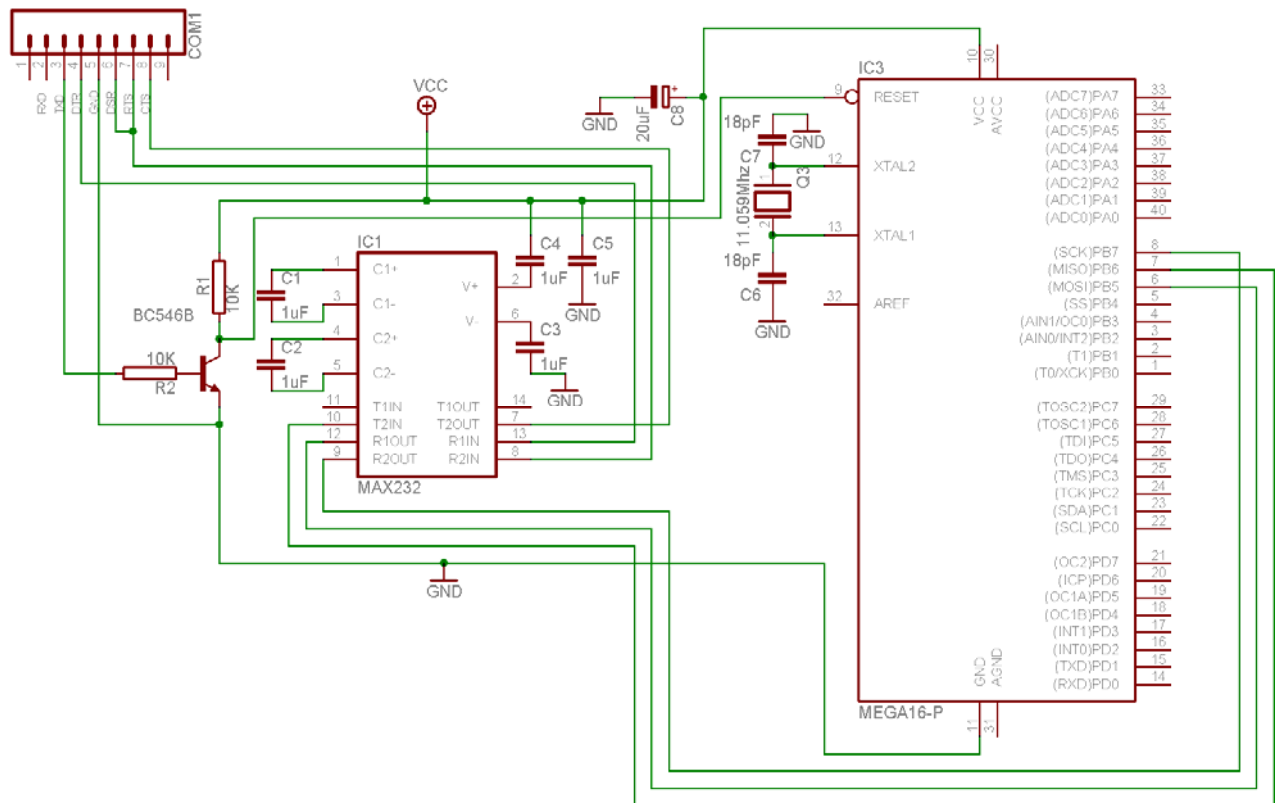 COM1
1 2 3 4 5 6 7 8 9
RXD TXD DTR GND DSR RTS CTS
VCC
GND
20uF
C8
R1
10K
BC546B
10K
R2
IC1
1 C1+
3 C1-
4 C2+
5 C2-
11 T1IN
10 T2IN
12 R1OUT
9 R2OUT
V+ 2
V- 6
T1OUT 14
T2OUT 7
R1IN 13
R2IN 8
MAX232
C1
1uF
C2
1uF
C4
1uF
C5
1uF
GND
C3
1uF
GND
GND
18pF
GND
C7
1
Q3
11.059Mhz
2
18pF
C6
GND
IC3
9 RESET
12 XTAL2
13 XTAL1
32 AREF
10 VCC
30 AVCC
(ADC7)PA7 33
(ADC6)PA6 34
(ADC5)PA5 35
(ADC4)PA4 36
(ADC3)PA3 37
(ADC2)PA2 38
(ADC1)PA1 39
(ADC0)PA0 40
(SCK)PB7 8
(MISO)PB6 7
(MOSI)PB5 6
(SS)PB4 5
(AIN1/OC0)PB3 4
(AIN0/INT2)PB2 3
(T1)PB1 2
(T0/XCK)PB0 1
(TOSC2)PC7 29
(TOSC1)PC6 28
(TDI)PC5 27
(TDO)PC4 26
(TMS)PC3 25
(TCK)PC2 24
(SDA)PC1 23
(SCL)PC0 22
(OC2)PD7 21
(ICP)PD6 20
(OC1A)PD5 19
(OC1B)PD4 18
(INT1)PD3 17
(INT0)PD2 16
(TXD)PD1 15
(RXD)PD0 14
GND 11
AGND 31
MEGA16-P